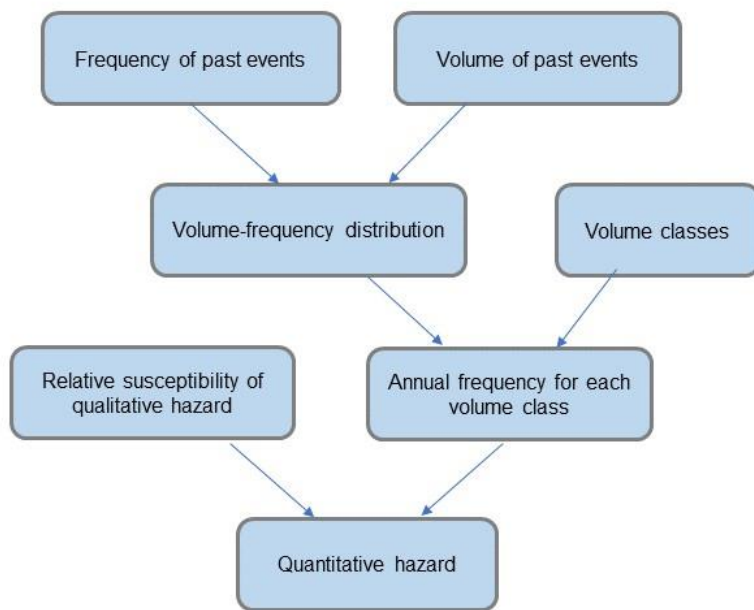 Frequency of past events
Volume of past events
Volume-frequency distribution
Volume classes
Relative susceptibility of
qualitative hazard
Annual frequency for each
volume class
Quantitative hazard